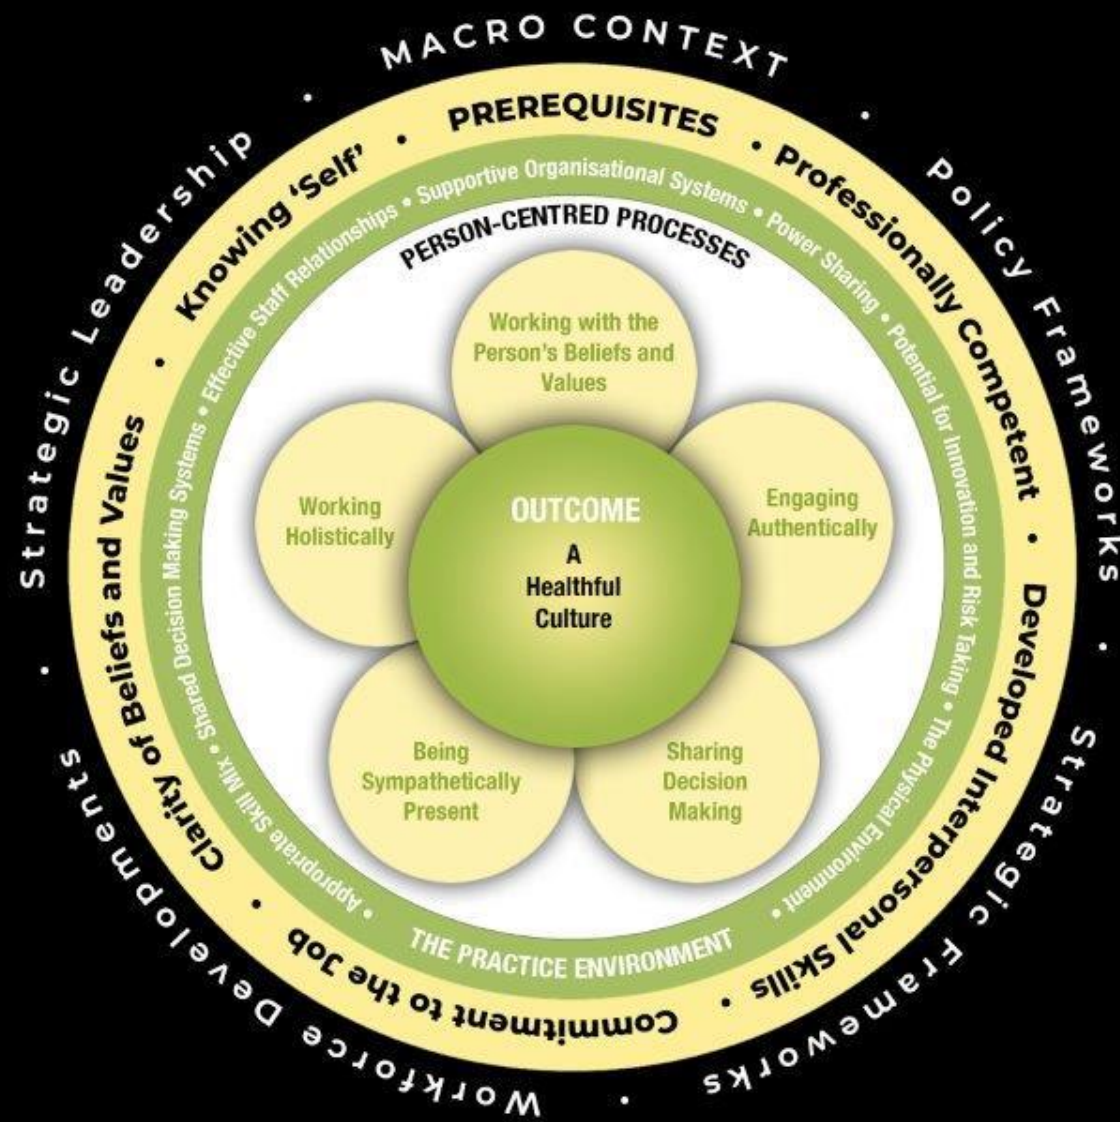 MACRO CONTEXT
• Policy Frameworks
• Strategic Frameworks
• Workforce Developments
• Strategic Leadership •
PREREQUISITES
• Professionally Competent
• Developed Interpersonal Skills
• Commitment to the Job
• Clarity of Beliefs and Values
• Knowing ‘Self’ •
THE PRACTICE ENVIRONMENT
• Appropriate Skill Mix • Shared Decision Making Systems • Effective Staff Relationships • Supportive Organisational Systems • Power Sharing • Potential for Innovation and Risk Taking • The Physical Environment •
PERSON-CENTRED PROCESSES
Working with the
Person's Beliefs and
Values
Engaging
Authentically
Sharing
Decision
Making
Being
Sympathetically
Present
Working
Holistically
OUTCOME
A
Healthful
Culture